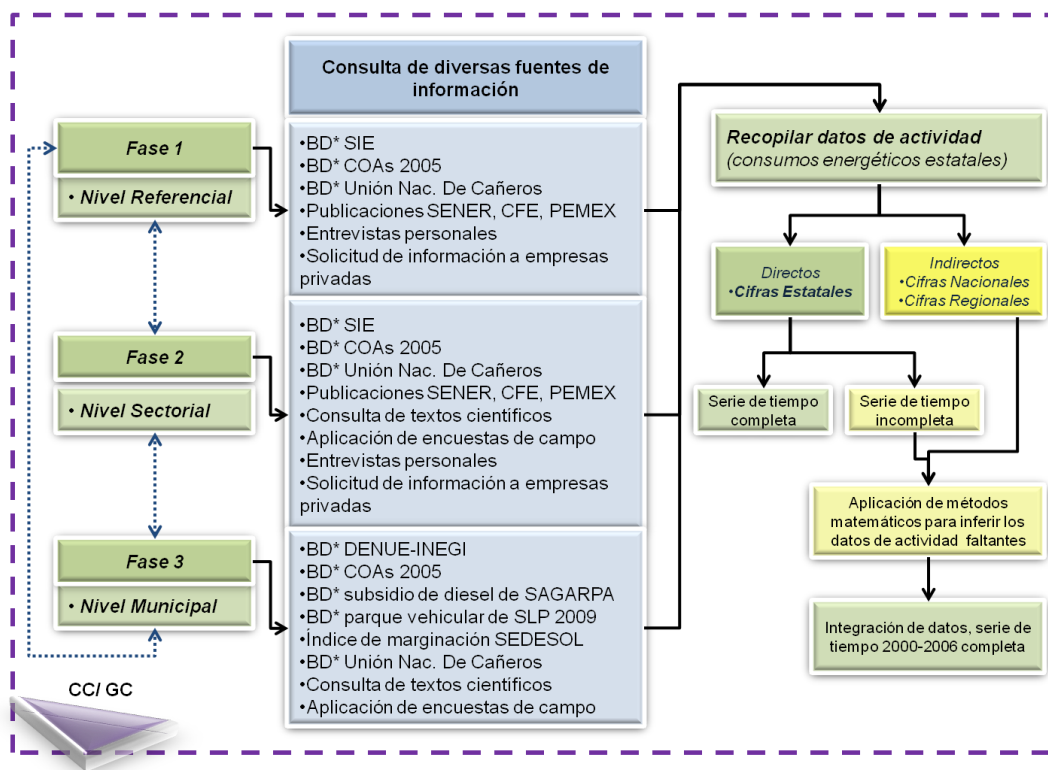 Consulta de diversas fuentes de
información
Fase 1
• Nivel Referencial
•BD* SIE
•BD* COAs 2005
•BD* Unión Nac. De Cañeros
•Publicaciones SENER, CFE, PEMEX
•Entrevistas personales
•Solicitud de información a empresas
privadas
Fase 2
• Nivel Sectorial
•BD* SIE
•BD* COAs 2005
•BD* Unión Nac. De Cañeros
•Publicaciones SENER, CFE, PEMEX
•Consulta de textos científicos
•Aplicación de encuestas de campo
•Entrevistas personales
•Solicitud de información a empresas
privadas
Fase 3
• Nivel Municipal
•BD* DENUE-INEGI
•BD* COAs 2005
•BD* subsidio de diesel de SAGARPA
•BD* parque vehicular de SLP 2009
•Índice de marginación SEDESOL
•BD* Unión Nac. De Cañeros
•Consulta de textos científicos
•Aplicación de encuestas de campo
Recopilar datos de actividad
(consumos energéticos estatales)
Directos
•Cifras Estatales
Indirectos
•Cifras Nacionales
•Cifras Regionales
Serie de tiempo
completa
Serie de tiempo
incompleta
Aplicación de métodos
matemáticos para inferir los
datos de actividad faltantes
Integración de datos, serie de
tiempo 2000-2006 completa
CC/ GC